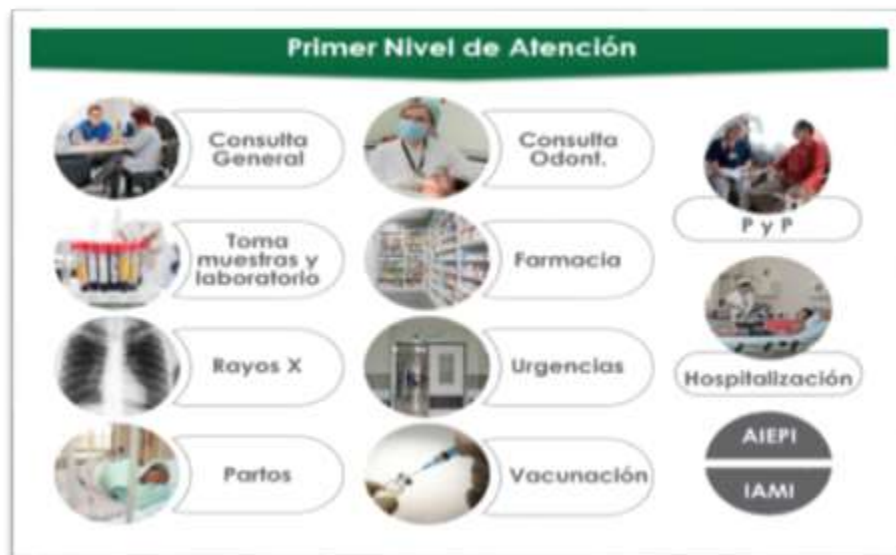 Primer Nivel de Atención
Consulta
General
Toma
muestras y
laboratorio
Rayos X
Partos
Consulta
Odont.
Farmacia
Urgencias
Vacunación
P y P
Hospitalización
AIEPI
IAMI